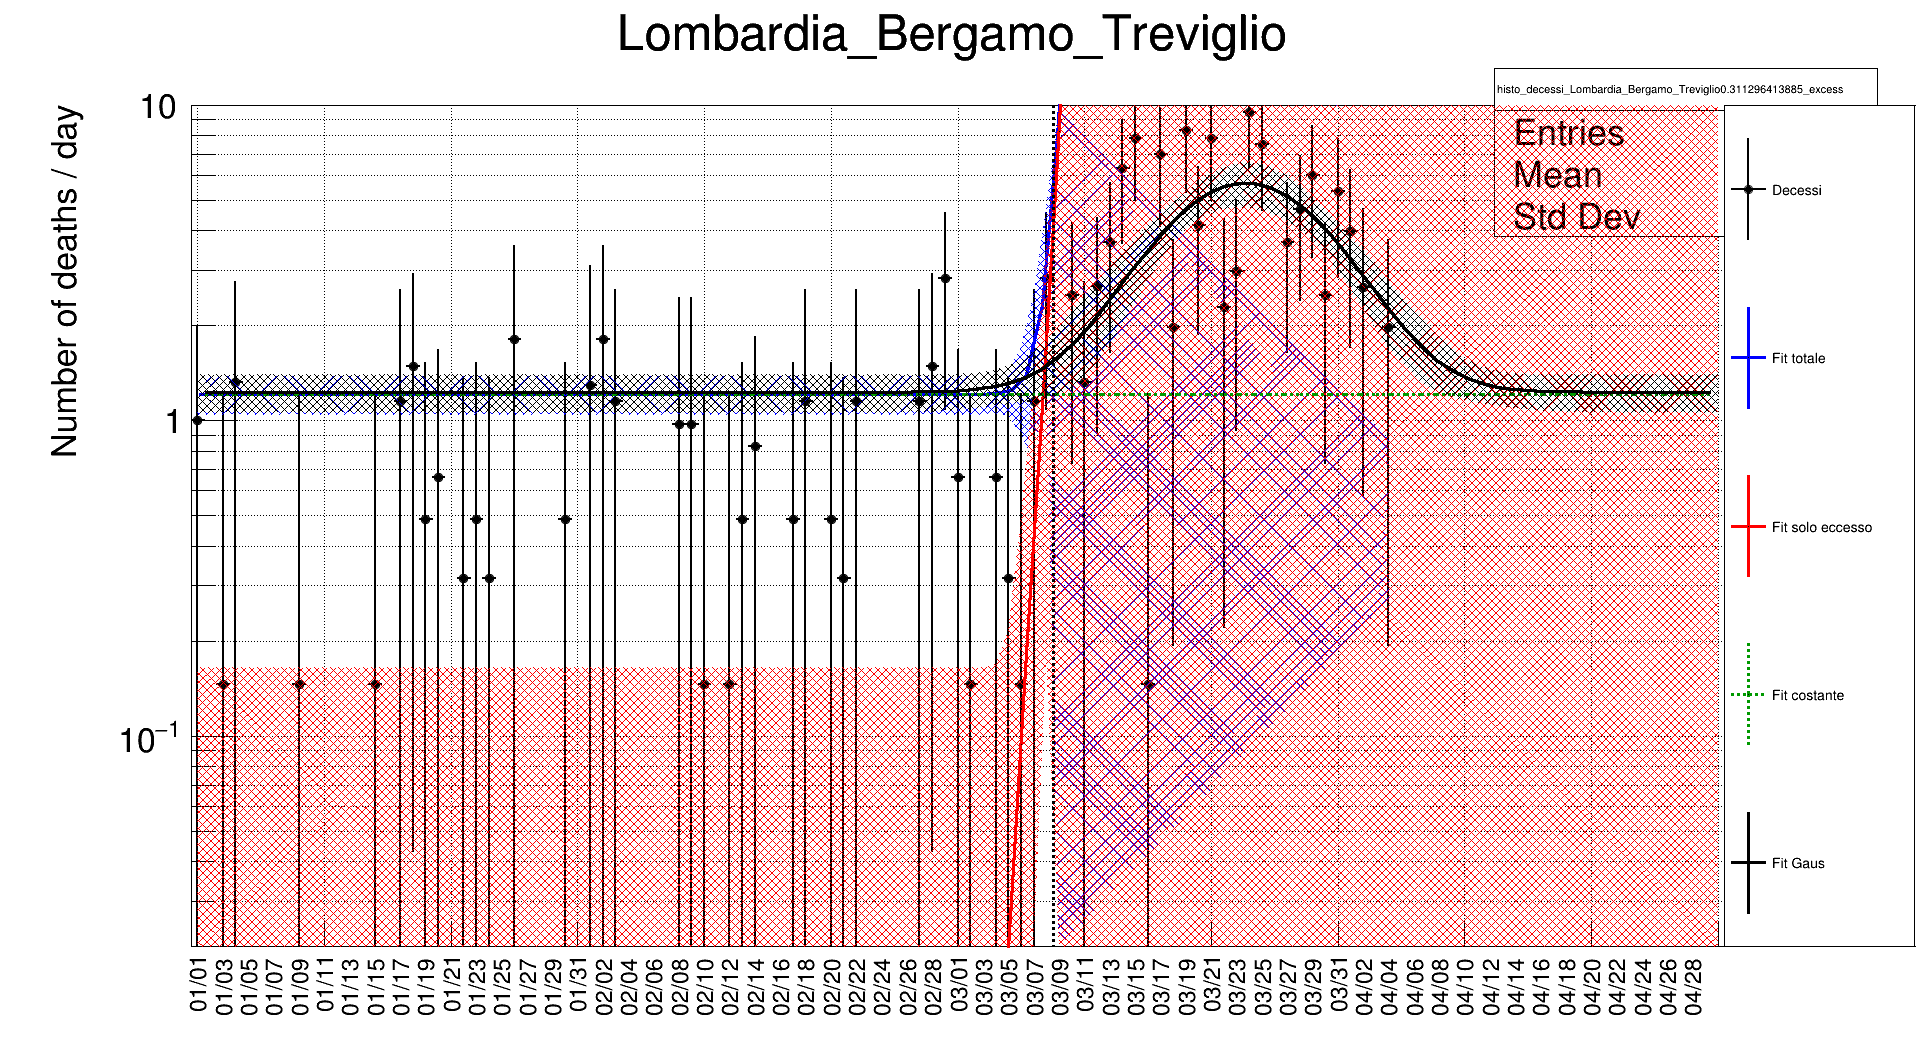 Lombardia_Bergamo_Treviglio
histo_decessi_Lombardia_Bergamo_Treviglio0.311296413885_excess
Entries
Mean
Std Dev
Number of deaths / day
10
1
10⁻¹
Decessi
Fit totale
Fit solo eccesso
Fit costante
Fit Gaus
01/01 01/03 01/05 01/07 01/09 01/11 01/13 01/15 01/17 01/19 01/21 01/23 01/25 01/27 01/29 01/31 02/02 02/04 02/06 02/08 02/10 02/12 02/14 02/16 02/18 02/20 02/22 02/24 02/26 02/28 03/01 03/03 03/05 03/07 03/09 03/11 03/13 03/15 03/17 03/19 03/21 03/23 03/25 03/27 03/29 03/31 04/02 04/04 04/06 04/08 04/10 04/12 04/14 04/16 04/18 04/20 04/22 04/24 04/26 04/28